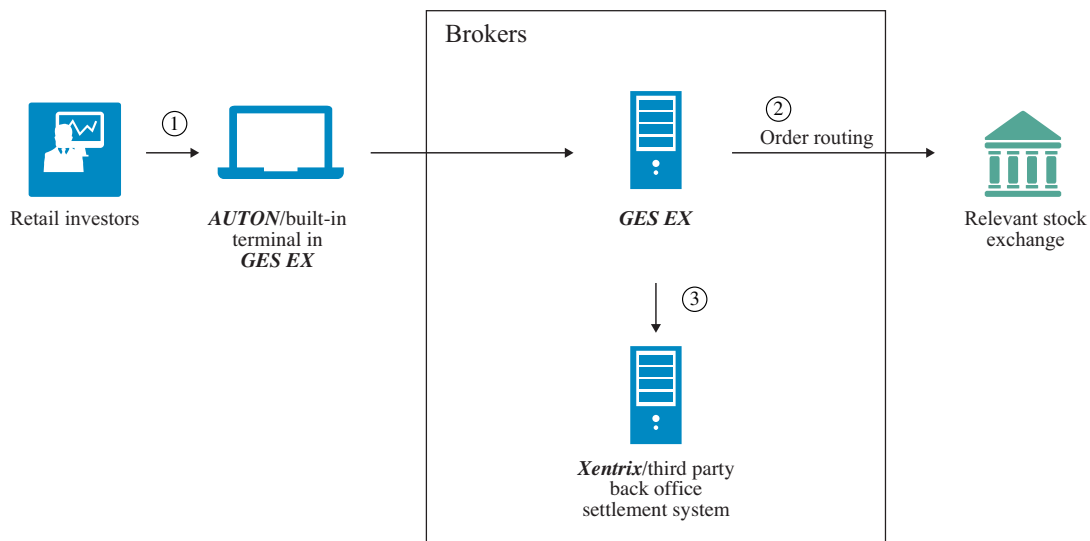 Brokers
①
②
Order routing
Retail investors
AUTON/built-in
terminal in
GES EX
GES EX
Relevant stock
exchange
③
Xentrix/third party
back office
settlement system